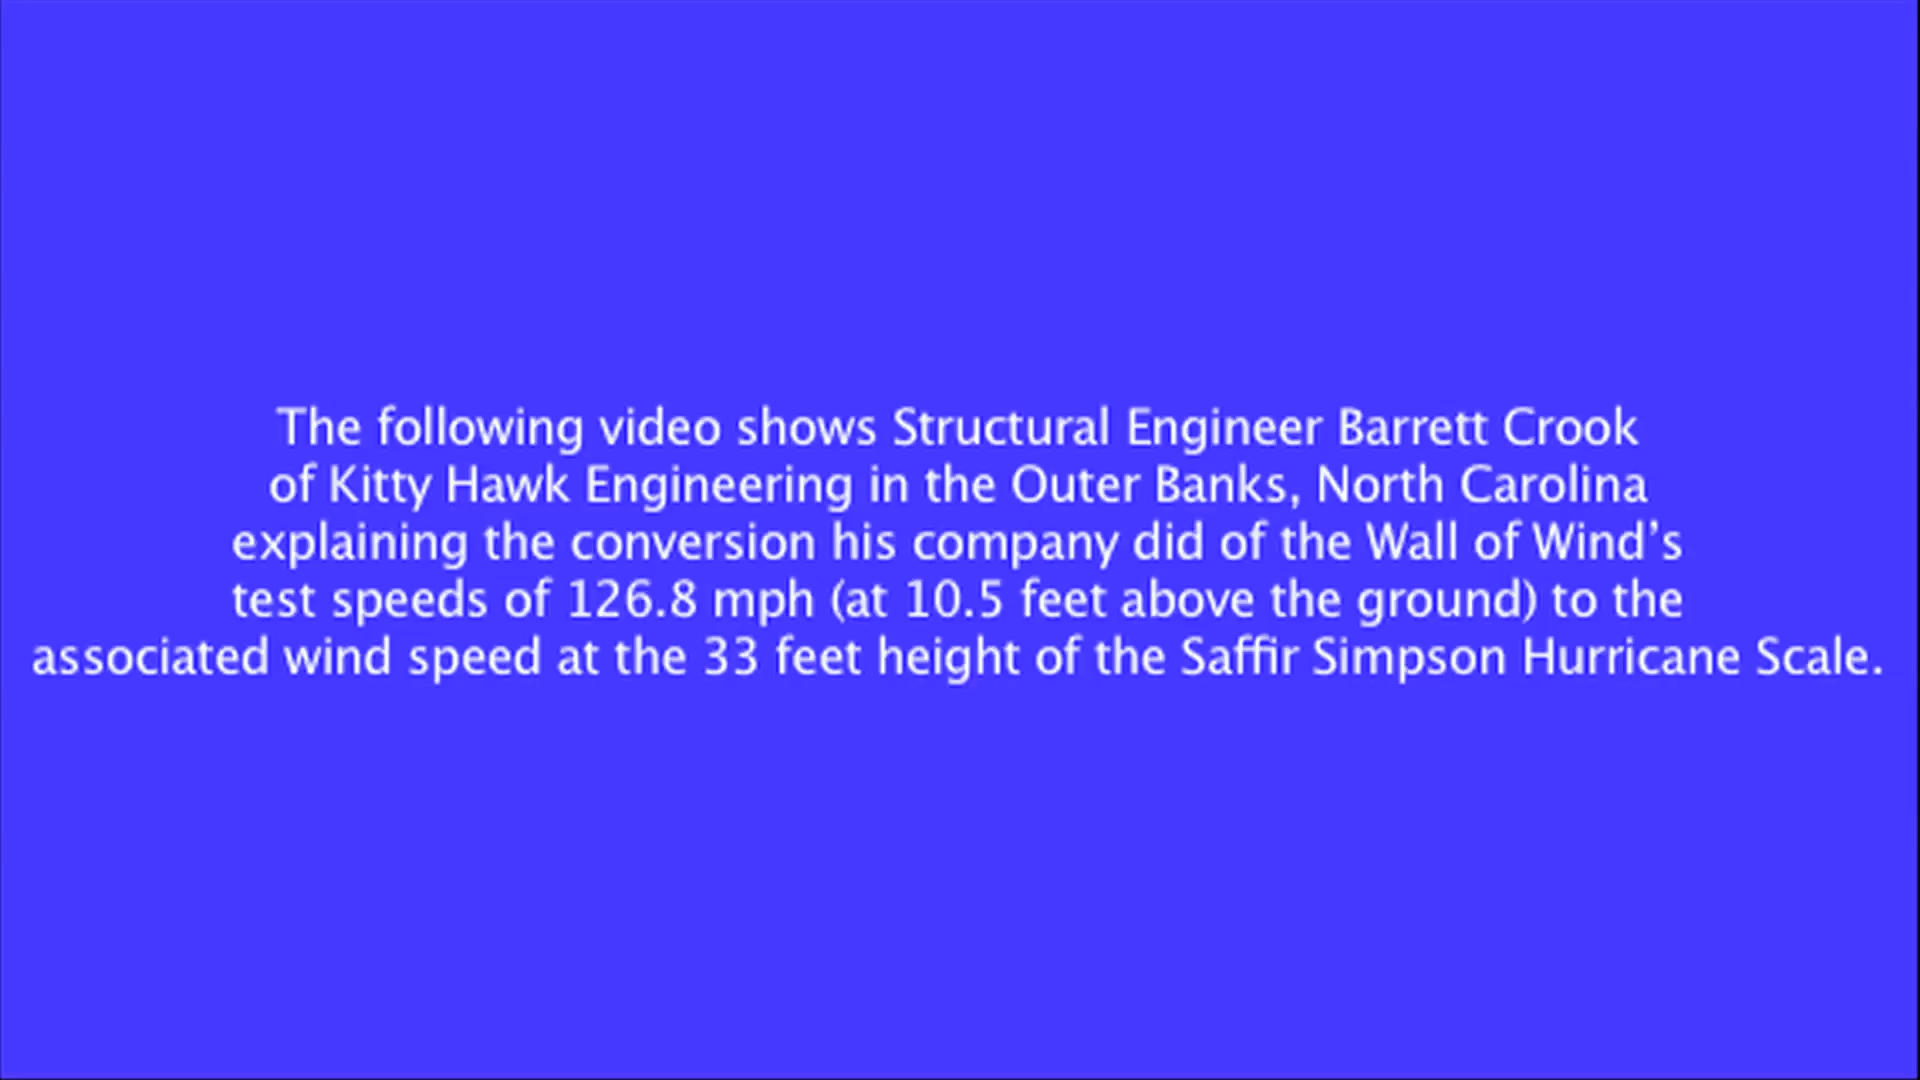 The following video shows Structural Engineer Barrett Crook
of Kitty Hawk Engineering in the Outer Banks, North Carolina
explaining the conversion his company did of the Wall of Wind’s
test speeds of 126.8 mph (at 10.5 feet above the ground) to the
associated wind speed at the 33 feet height of the Saffir Simpson Hurricane Scale.